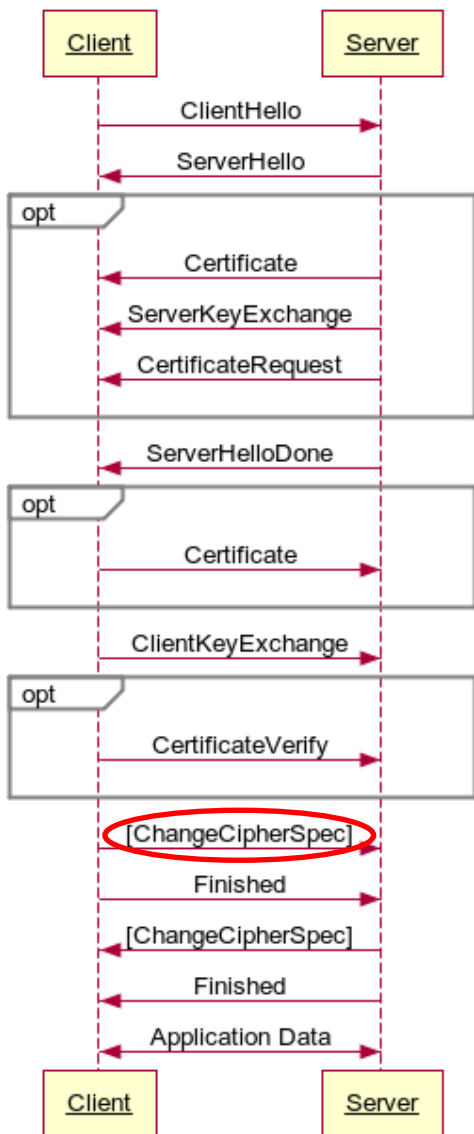 Client Server
ClientHello
ServerHello
opt
Certificate
ServerKeyExchange
CertificateRequest
ServerHelloDone
opt
Certificate
ClientKeyExchange
opt
CertificateVerify
[ChangeCipherSpec]
Finished
[ChangeCipherSpec]
Finished
Application Data
Client Server